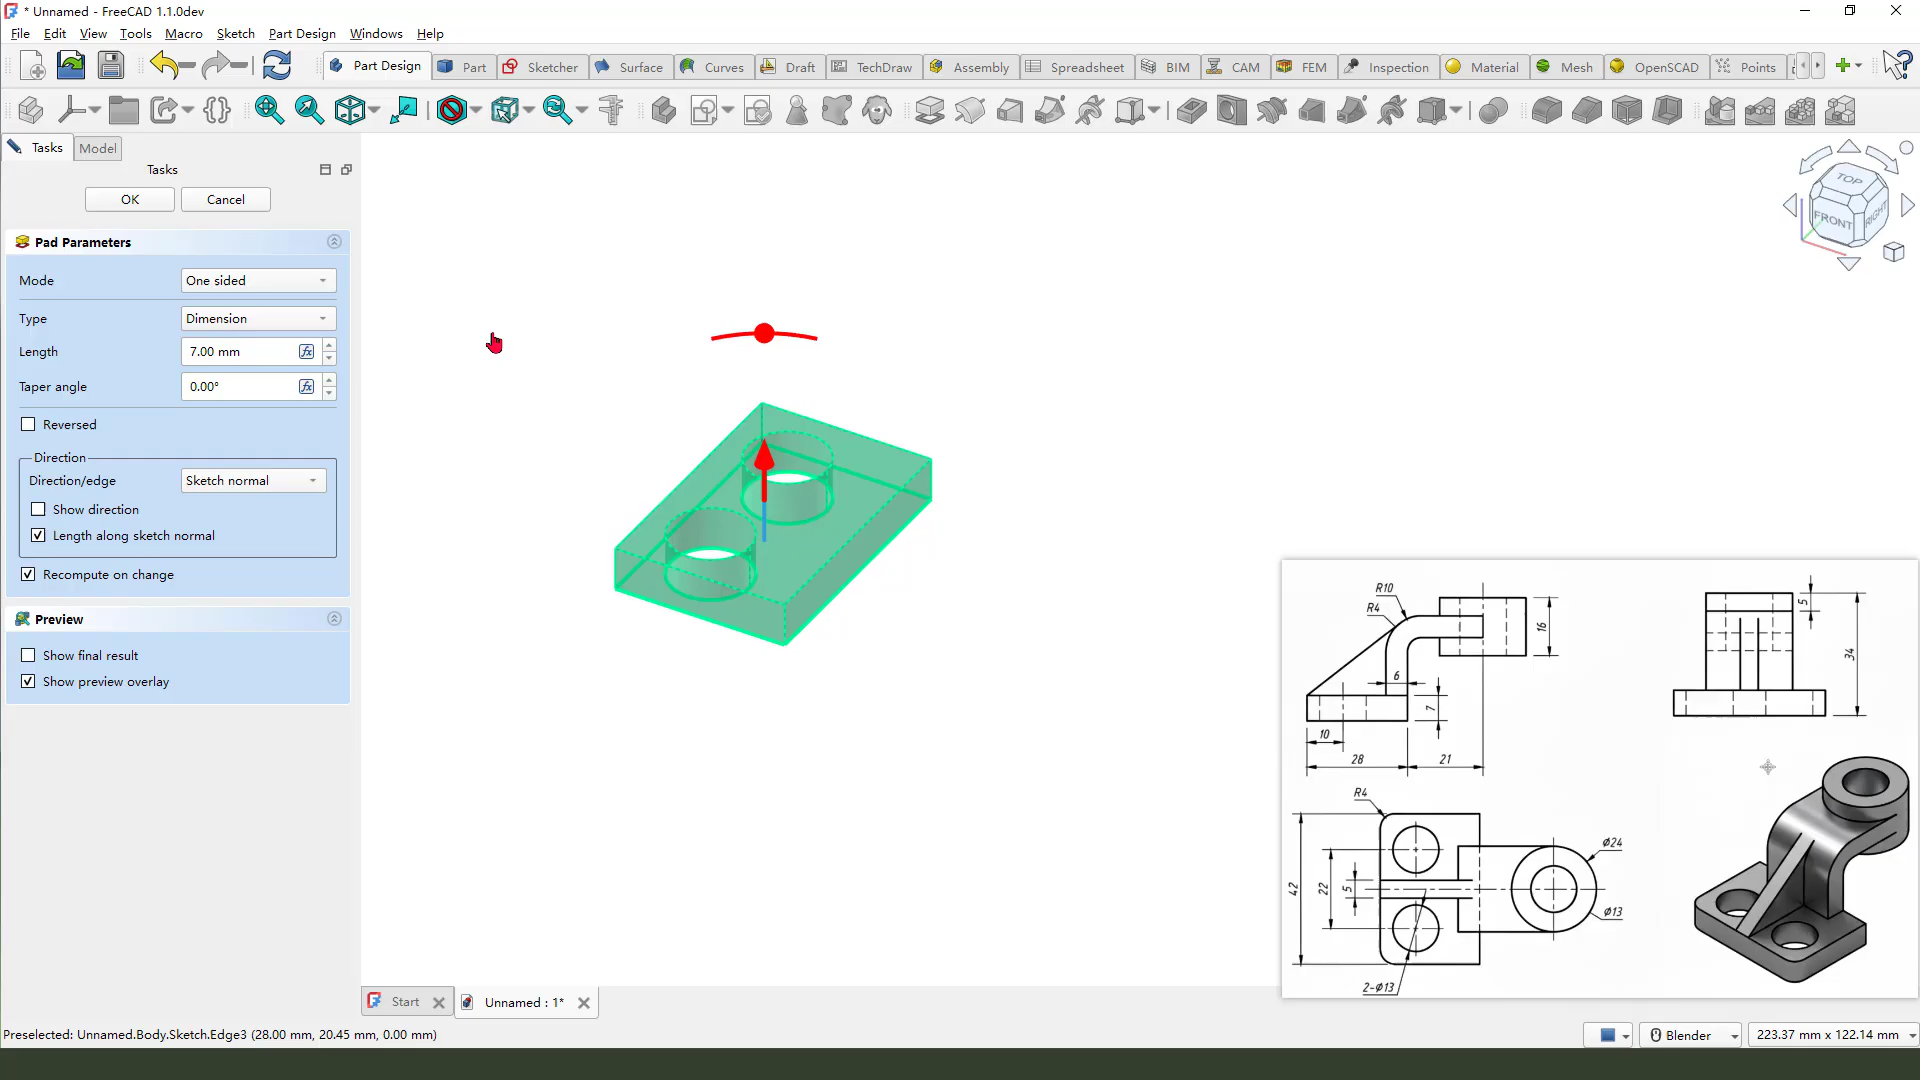 * Unnamed - FreeCAD 1.1.0dev
File Edit View Tools Macro Sketch Part Design Windows Help
Part Design Part Sketcher Surface Curves Draft TechDraw Assembly Spreadsheet BIM CAM FEM Inspection Material Mesh OpenSCAD Points
Tasks Model
Tasks
OK Cancel
Pad Parameters
Mode One sided
Type Dimension
Length 7.00 mm
Taper angle 0.00°
Reversed
Direction
Direction/edge Sketch normal
Show direction
Length along sketch normal
Recompute on change
Preview
Show final result
Show preview overlay
TOP
FRONT
RIGHT
R10
R4
16
6
7
10
28
21
5
34
R4
42
22
5
Ø24
Ø13
2-Ø13
Start Unnamed : 1*
Preselected: Unnamed.Body.Sketch.Edge3 (28.00 mm, 20.45 mm, 0.00 mm)
Blender
223.37 mm x 122.14 mm